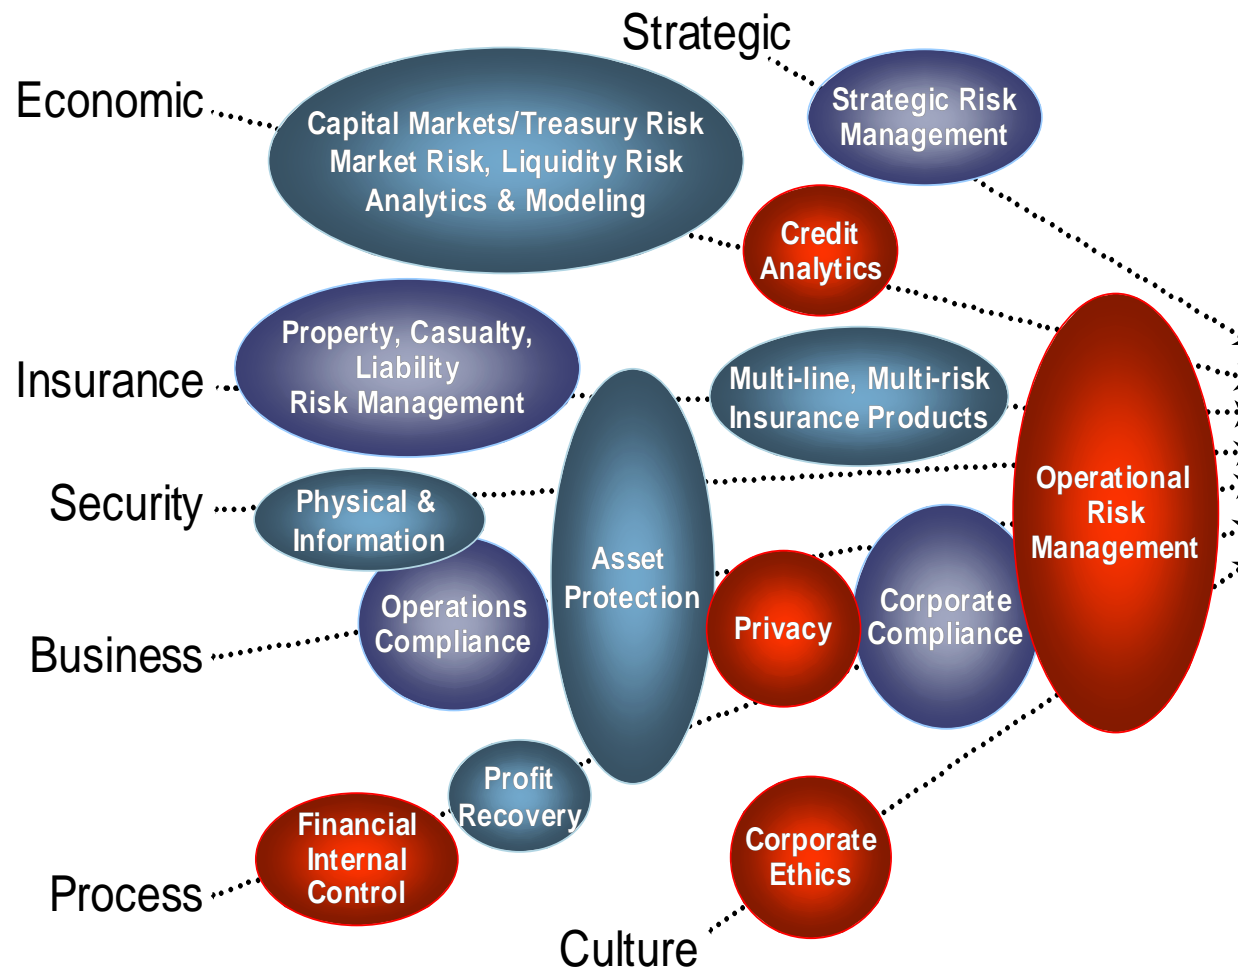 Strategic
Economic
Capital Markets/Treasury Risk
Market Risk, Liquidity Risk
Analytics & Modeling
Strategic Risk
Management
Credit
Analytics
Insurance
Property, Casualty,
Liability
Risk Management
Multi-line, Multi-risk
Insurance Products
Security
Physical &
Information
Operational
Risk
Management
Asset
Protection
Business
Operations
Compliance
Privacy
Corporate
Compliance
Profit
Recovery
Process
Financial
Internal
Control
Corporate
Ethics
Culture